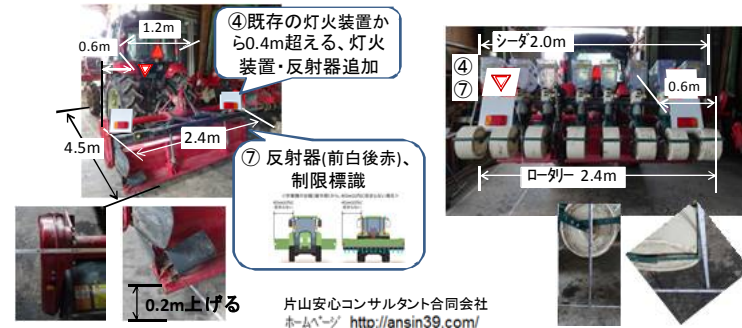 1.2m
0.6m
④既存の灯火装置か
ら0.4m超える、灯火
装置・反射器追加
2.4m
4.5m
⑦ 反射器(前白後赤)、
制限標識
0.2m上げる
シーダ2.0m
④
⑦
0.6m
ロータリー 2.4m
片山安心コンサルタント合同会社
ホームページ http://ansin39.com/